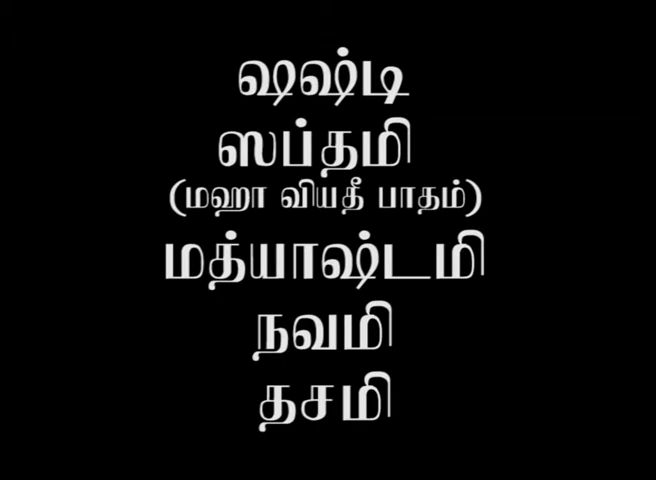 ஷஷ்டி
ஸப்தமி
(மஹா வியதீ பாதம்)
மத்யாஷ்டமி
நவமி
தசமி